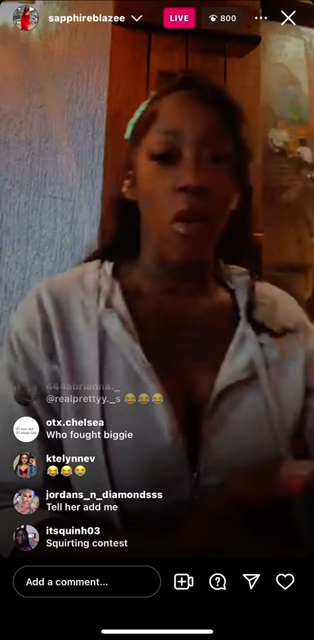 sapphireblazee
LIVE
800
444abrianna._
@realprettyy._s 😂😂😂
otx.chelsea
Who fought biggie
ktelynnev
😂😂😂
jordans_n_diamondsss
Tell her add me
itsquinh03
Squirting contest
Add a comment...